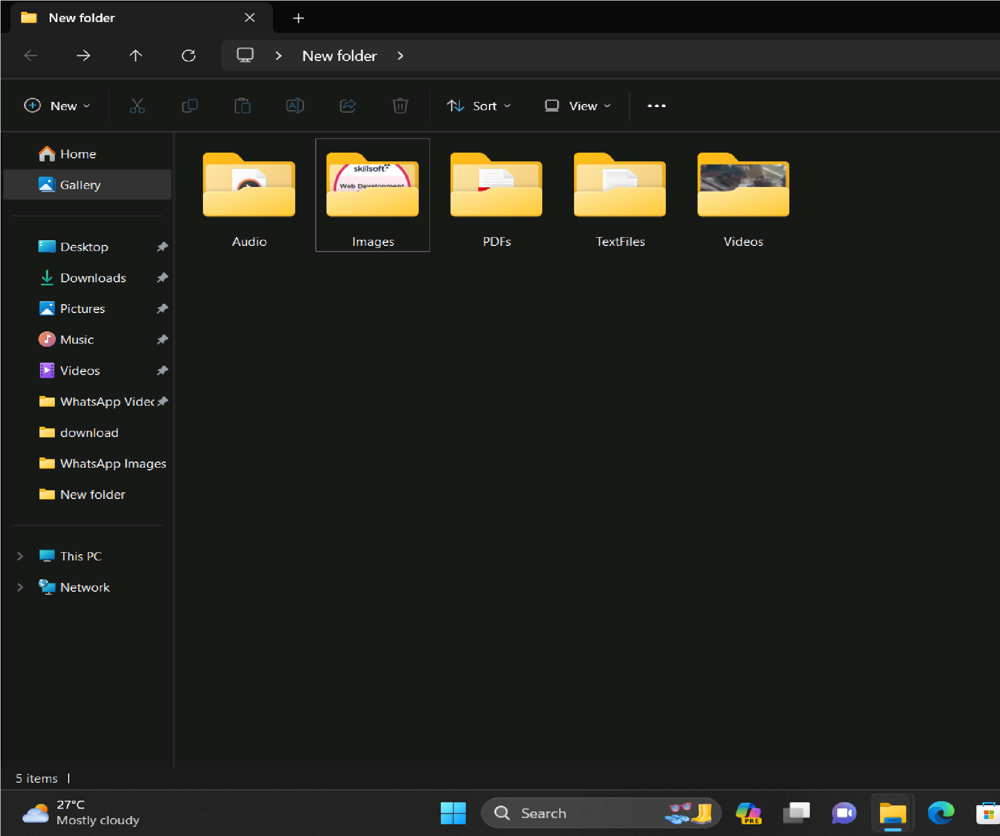 New folder
New folder
New
Sort
View
Home
Gallery
Desktop
Downloads
Pictures
Music
Videos
WhatsApp Videc
download
WhatsApp Images
New folder
This PC
Network
skillsoft
Web Development
Audio
Images
PDFs
TextFiles
Videos
5 items
27°C
Mostly cloudy
Search
PRE